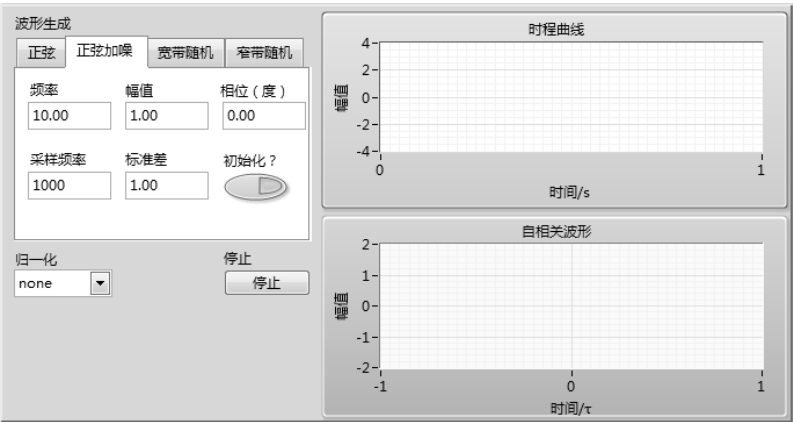 波形生成
正弦 正弦加噪 宽带随机 窄带随机
频率 幅值 相位（度）
10.00 1.00 0.00
采样频率 标准差 初始化？
1000 1.00
归一化 停止
none 停止
时程曲线
4
2
0
-2
-4
幅值
0 1
时间/s
自相关波形
2
1
0
-1
-2
幅值
-1 0 1
时间/τ